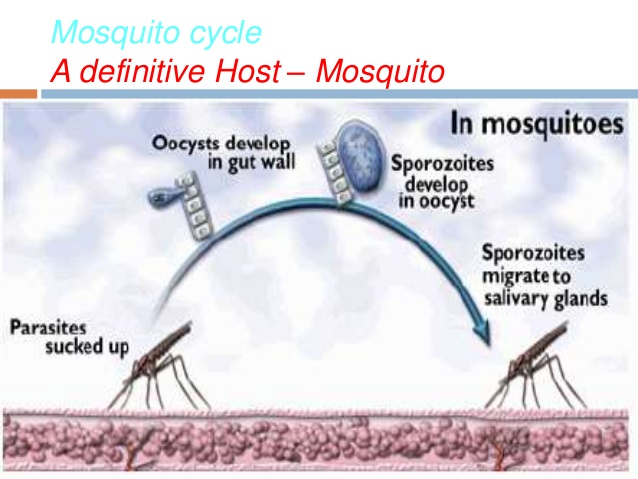 Mosquito cycle
A definitive Host – Mosquito
In mosquitoes
Oocysts develop
in gut wall
Sporozoites
develop
in oocyst
Sporozoites
migrate to
salivary glands
Parasites
sucked up